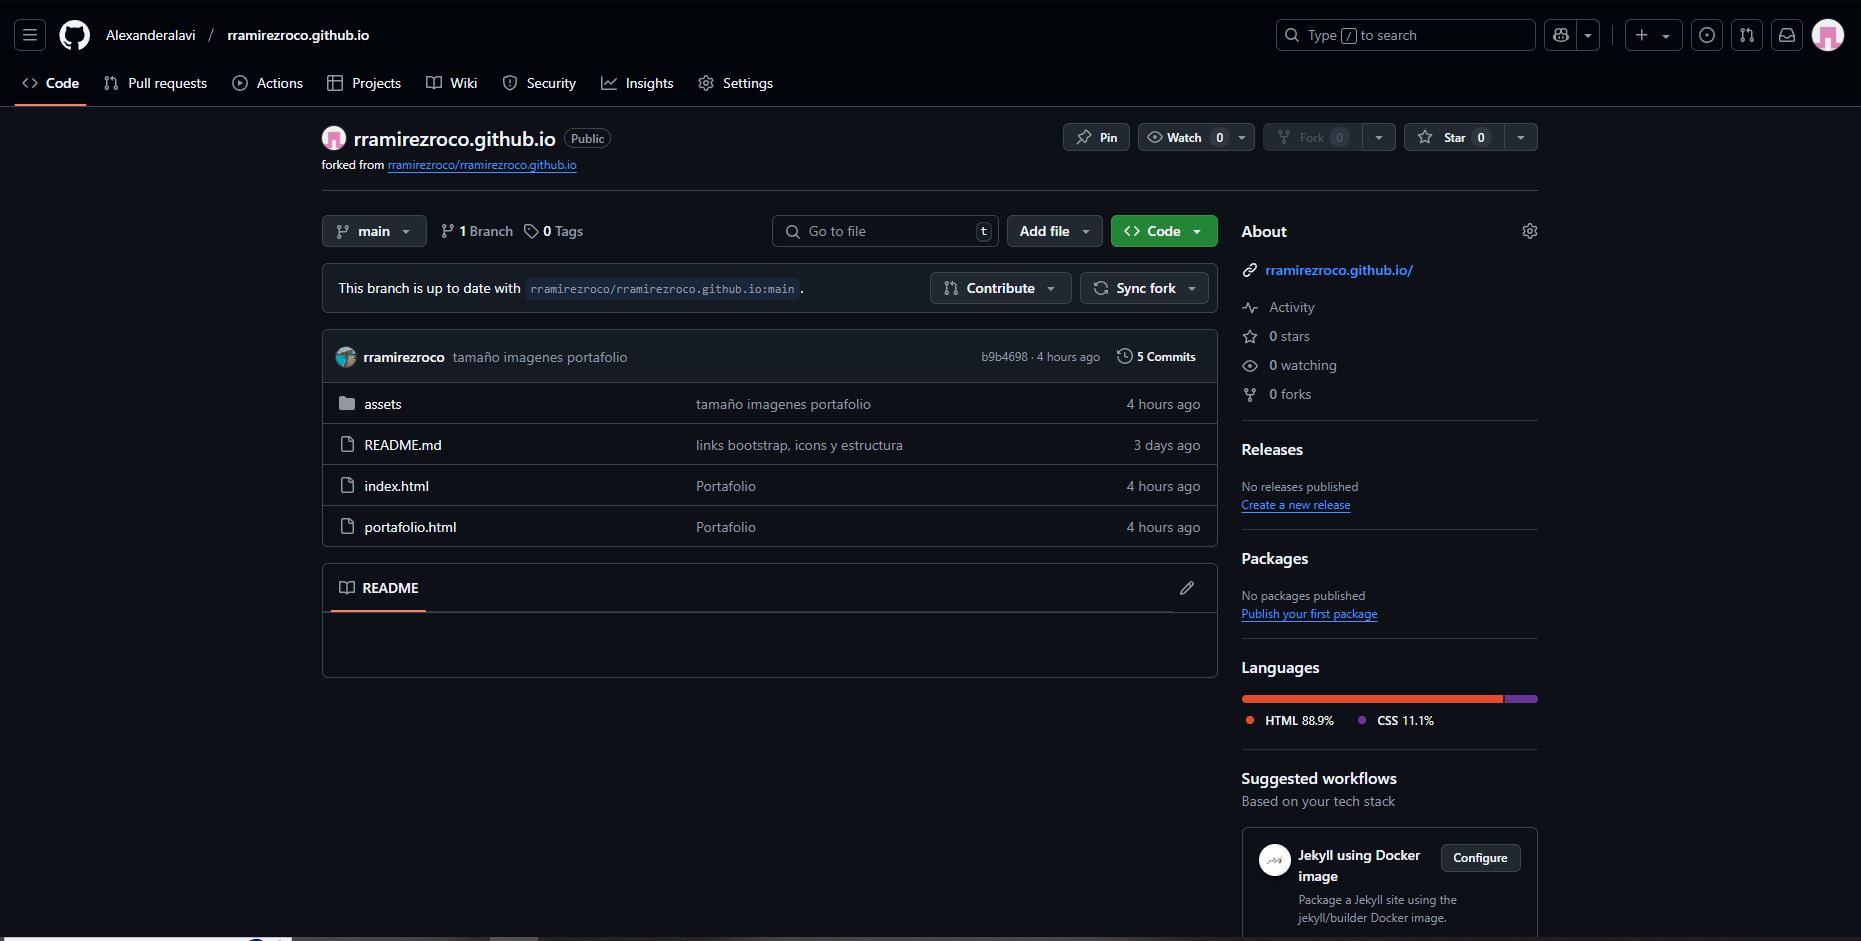 Alexanderalavi / rramirezroco.github.io
Type / to search
Code Pull requests Actions Projects Wiki Security Insights Settings
rramirezroco.github.io Public
forked from rramirezroco/rramirezroco.github.io
Pin Watch 0 Fork 0 Star 0
main 1 Branch 0 Tags Go to file t Add file Code
This branch is up to date with rramirezroco/rramirezroco.github.io:main .
Contribute Sync fork
rramirezroco tamaño imagenes portafolio b9b4698 · 4 hours ago 5 Commits
assets tamaño imagenes portafolio 4 hours ago
README.md links bootstrap, icons y estructura 3 days ago
index.html Portafolio 4 hours ago
portafolio.html Portafolio 4 hours ago
README
About
rramirezroco.github.io/
Activity
0 stars
0 watching
0 forks
Releases
No releases published
Create a new release
Packages
No packages published
Publish your first package
Languages
HTML 88.9% CSS 11.1%
Suggested workflows
Based on your tech stack
Jekyll using Docker
image
Configure
Package a Jekyll site using the
jekyll/builder Docker image.